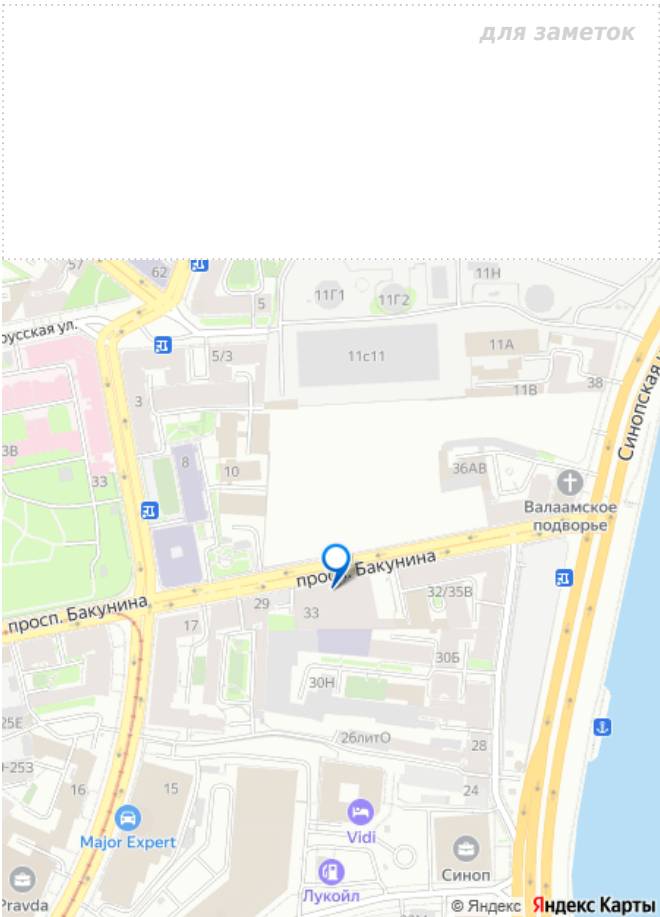 для заметок
62
11Н
5
11Г1
11Г2
русская ул.
5/3
11с11
11А
11В
38
Синопская
3
3В
8
10
33
36АВ
Валаамское
подворье
просп. Бакунина
просп. Бакунина
29
33
32/35В
17
30Б
30Н
25Е
26литО
28
Н-253
16
15
24
Major Expert
Vidi
Синоп
Pravda
Лукойл
© Яндекс
Яндекс Карты